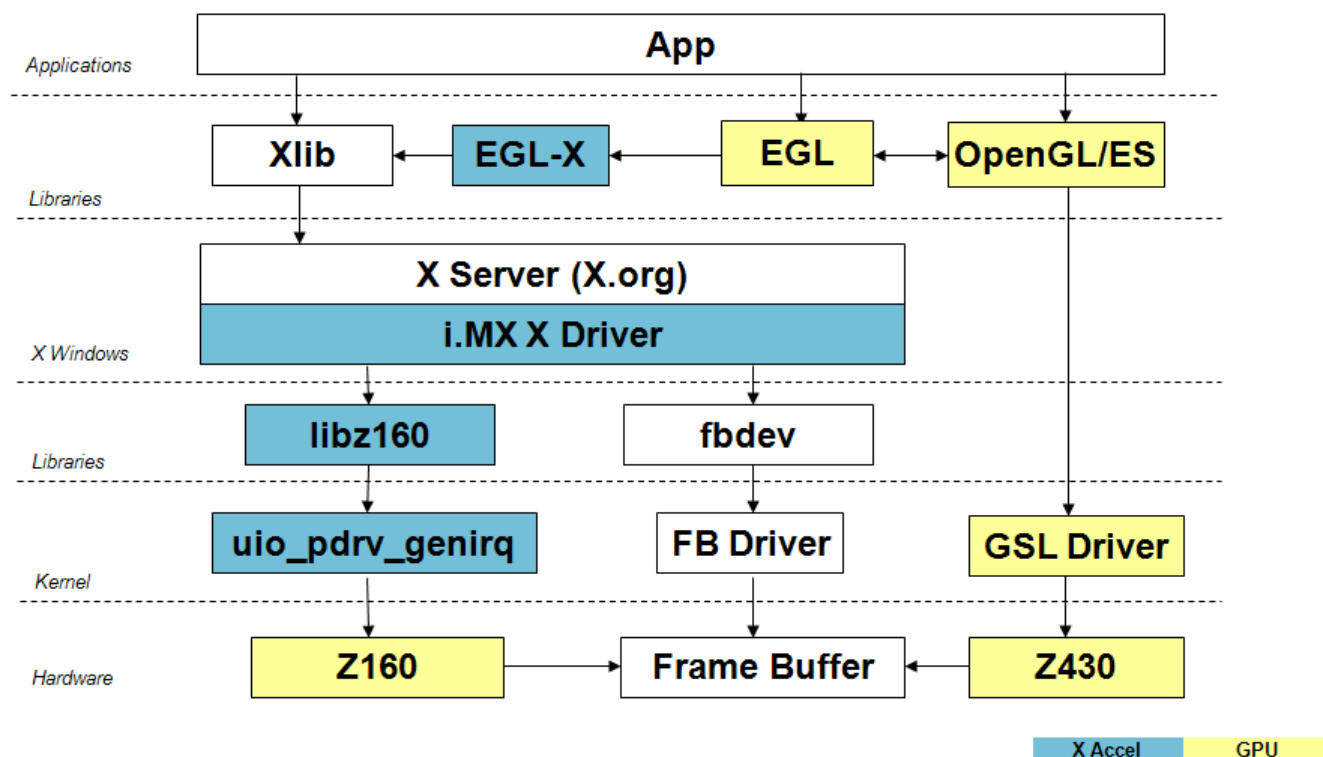 App
Applications
Xlib
EGL-X
EGL
OpenGL/ES
Libraries
X Server (X.org)
i.MX X Driver
X Windows
libz160
fbdev
Libraries
uio_pdrv_genirq
FB Driver
GSL Driver
Kernel
Z160
Frame Buffer
Z430
Hardware
X Accel
GPU